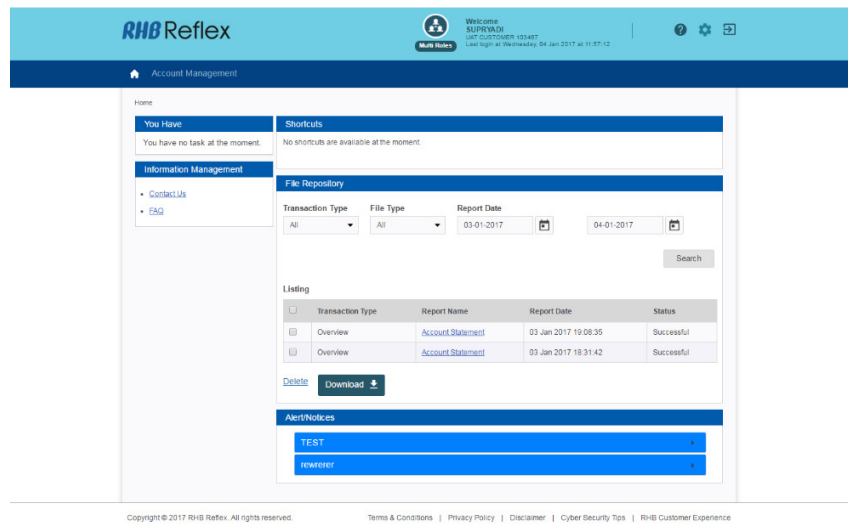 RHB Reflex
Multi Roles
Welcome
SUPRYADI
UAT CUSTOMER 103467
Last login at Wednesday, 04 Jan 2017 at 11:57:12
Account Management
Home
You Have
You have no task at the moment.
Information Management
Contact Us
FAQ
Shortcuts
No shortcuts are available at the moment.
File Repository
Transaction Type File Type Report Date
All All 03-01-2017 04-01-2017
Search
Listing
Transaction Type Report Name Report Date Status
Overview Account Statement 03 Jan 2017 19:08:35 Successful
Overview Account Statement 03 Jan 2017 18:31:42 Successful
Delete Download
Alert/Notices
TEST
rewrerer
Copyright © 2017 RHB Reflex. All rights reserved. Terms & Conditions | Privacy Policy | Disclaimer | Cyber Security Tips | RHB Customer Experience